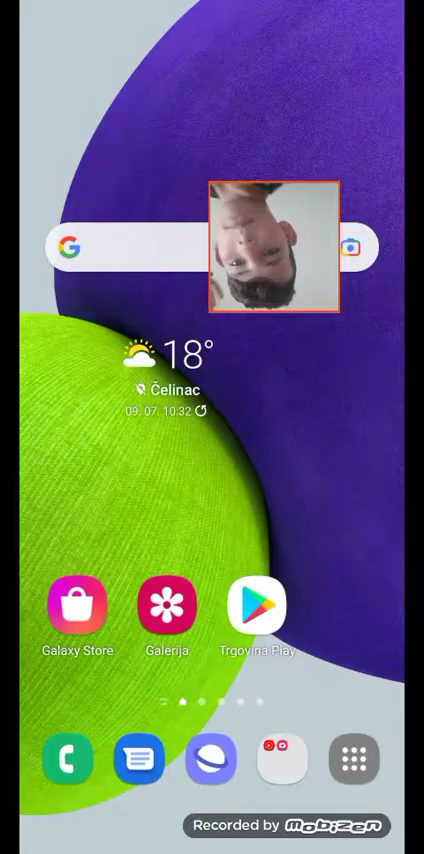 18°
Čelinac
09. 07. 10:32
Galaxy Store
Galerija
Trgovina Play
Recorded by mobizen